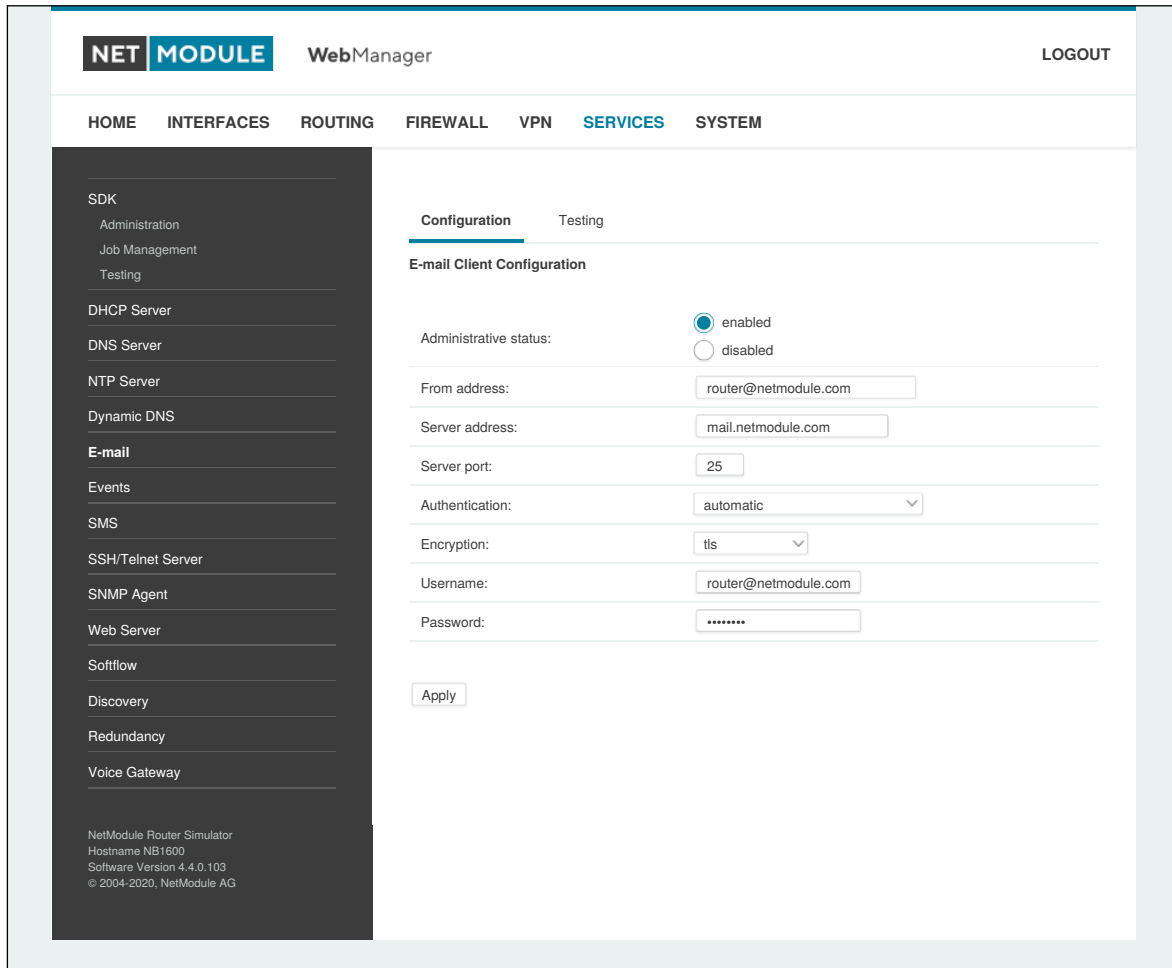 NET MODULE WebManager LOGOUT
HOME INTERFACES ROUTING FIREWALL VPN SERVICES SYSTEM
SDK
Administration
Job Management
Testing
DHCP Server
DNS Server
NTP Server
Dynamic DNS
E-mail
Events
SMS
SSH/Telnet Server
SNMP Agent
Web Server
Softflow
Discovery
Redundancy
Voice Gateway
NetModule Router Simulator
Hostname NB1600
Software Version 4.4.0.103
© 2004-2020, NetModule AG
Configuration Testing
E-mail Client Configuration
Administrative status: enabled
disabled
From address: router@netmodule.com
Server address: mail.netmodule.com
Server port: 25
Authentication: automatic
Encryption: tls
Username: router@netmodule.com
Password: ••••••••
Apply